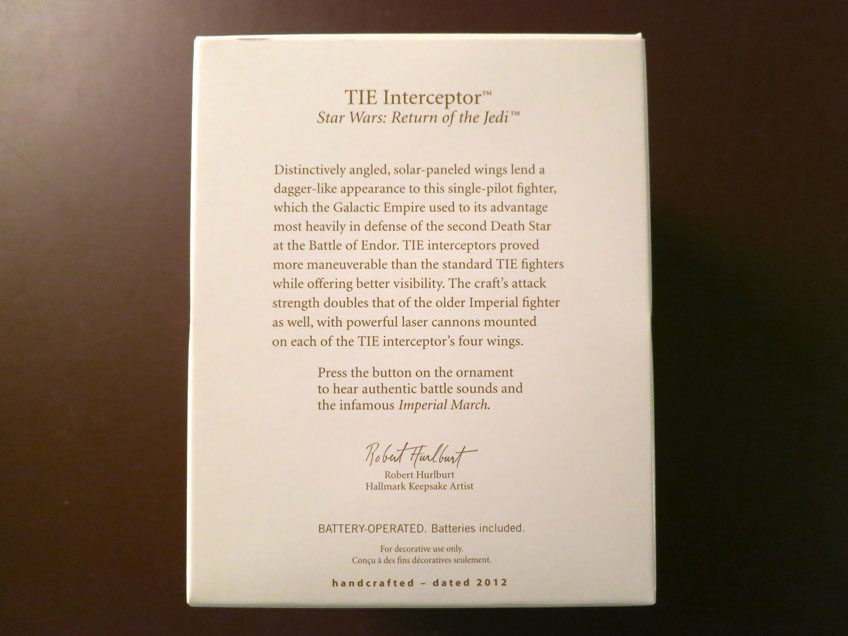 TIE Interceptor™
Star Wars: Return of the Jedi™
Distinctively angled, solar-paneled wings lend a
dagger-like appearance to this single-pilot fighter,
which the Galactic Empire used to its advantage
most heavily in defense of the second Death Star
at the Battle of Endor. TIE interceptors proved
more maneuverable than the standard TIE fighters
while offering better visibility. The craft's attack
strength doubles that of the older Imperial fighter
as well, with powerful laser cannons mounted
on each of the TIE interceptor's four wings.
Press the button on the ornament
to hear authentic battle sounds and
the infamous Imperial March.
Robert Hurlburt
Robert Hurlburt
Hallmark Keepsake Artist
BATTERY-OPERATED. Batteries included.
For decorative use only.
Conçu à des fins décoratives seulement.
handcrafted – dated 2012